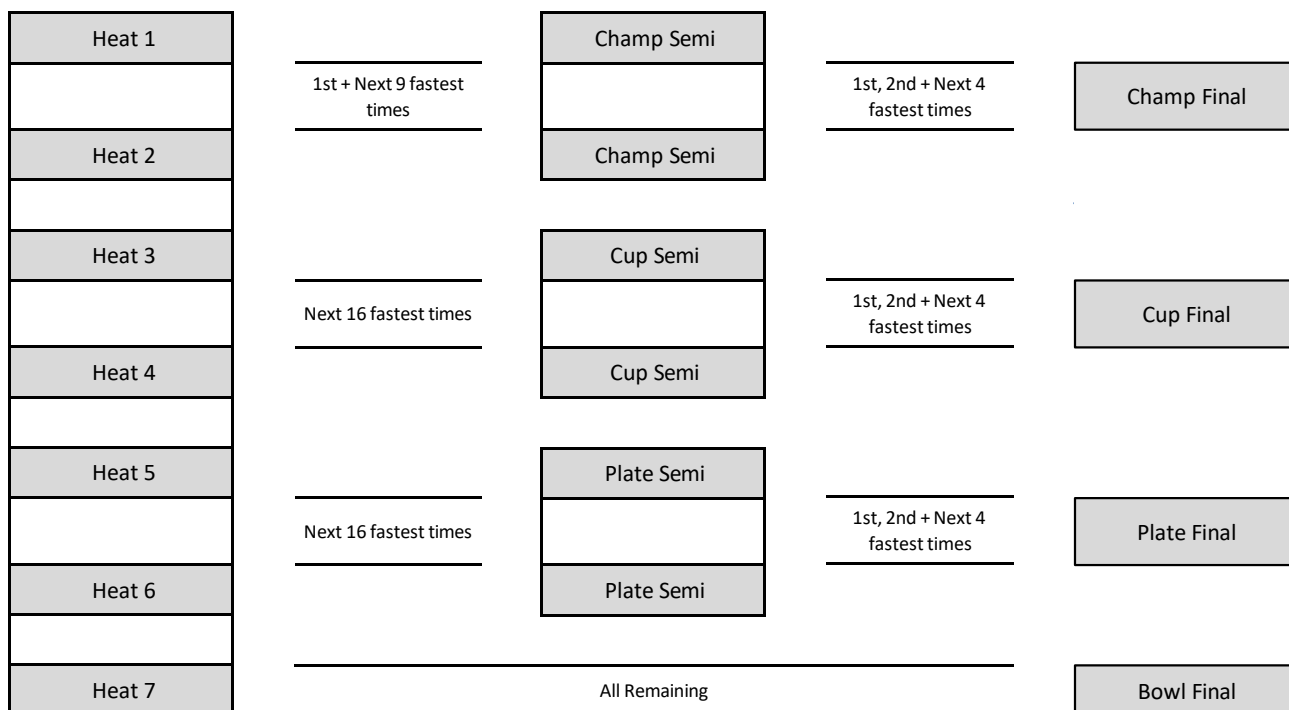 Heat 1
Champ Semi
1st + Next 9 fastest
times
1st, 2nd + Next 4
fastest times
Champ Final
Heat 2
Champ Semi
Heat 3
Cup Semi
Next 16 fastest times
1st, 2nd + Next 4
fastest times
Cup Final
Heat 4
Cup Semi
Heat 5
Plate Semi
Next 16 fastest times
1st, 2nd + Next 4
fastest times
Plate Final
Heat 6
Plate Semi
Heat 7
All Remaining
Bowl Final